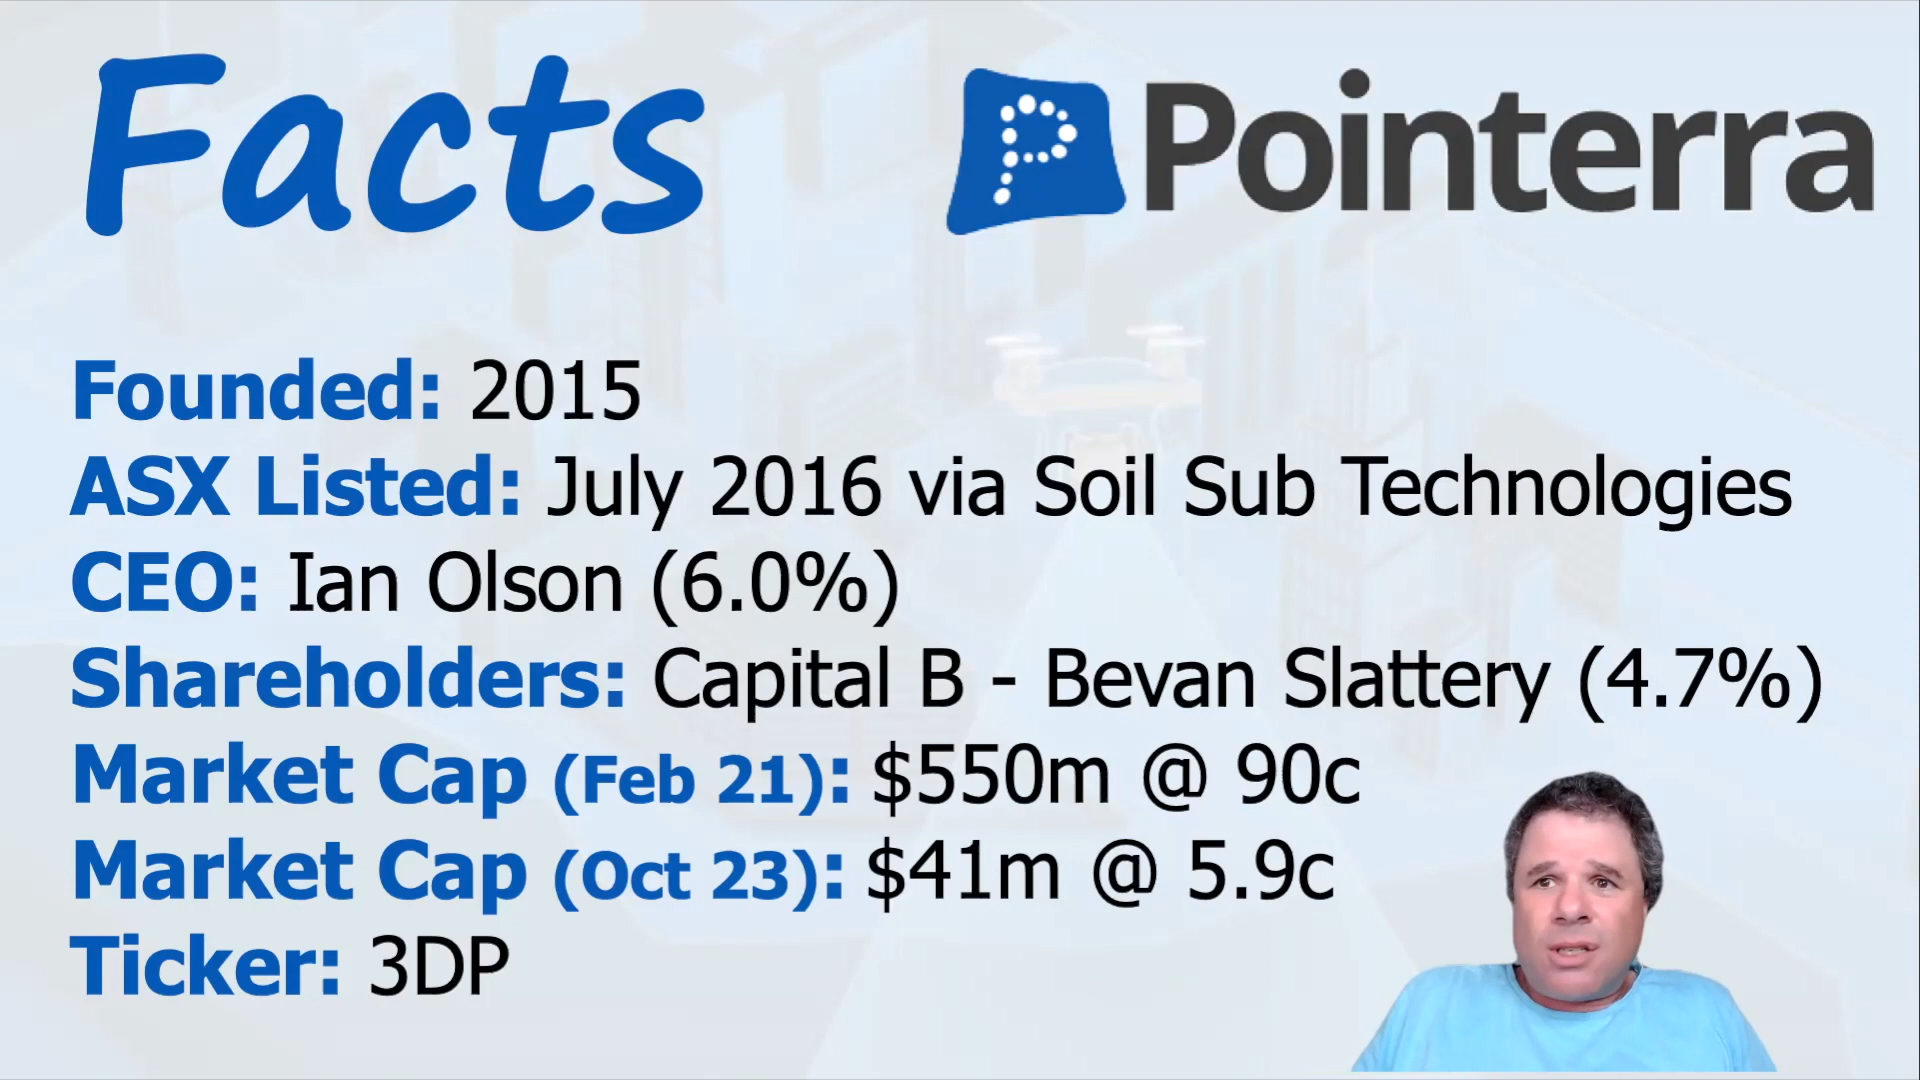 Facts
Pointerra
Founded: 2015
ASX Listed: July 2016 via Soil Sub Technologies
CEO: Ian Olson (6.0%)
Shareholders: Capital B - Bevan Slattery (4.7%)
Market Cap (Feb 21): $550m @ 90c
Market Cap (Oct 23): $41m @ 5.9c
Ticker: 3DP